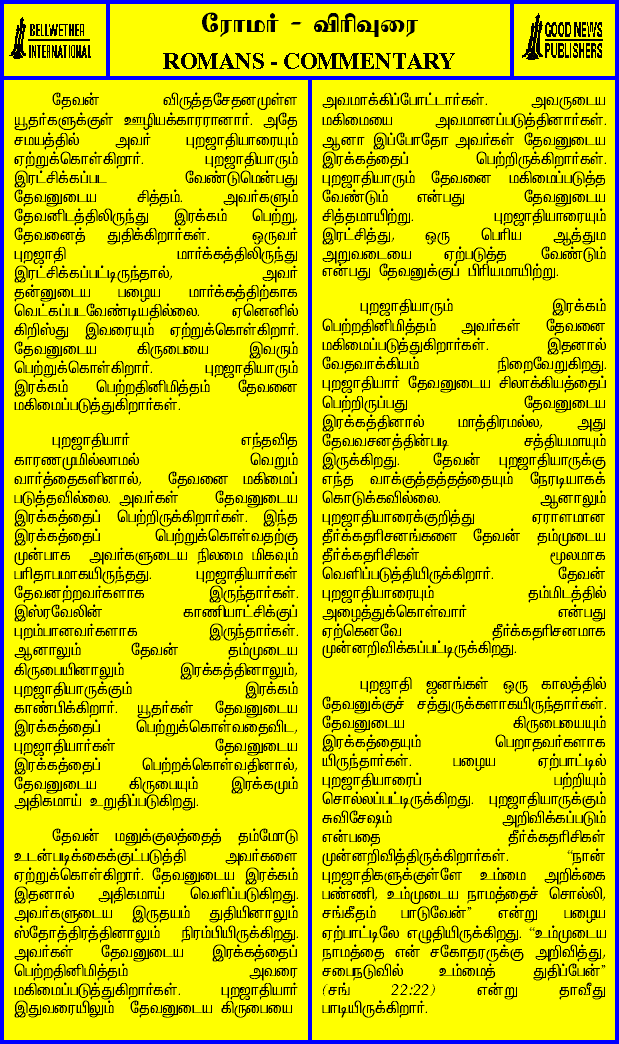 BELLWETHER
INTERNATIONAL
ரோமர் - விரிவுரை
ROMANS - COMMENTARY
GOOD NEWS
PUBLISHERS
தேவன் விருத்தசேதனமுள்ள
யூதர்களுக்குள் ஊழியக்காரரானார். அதே
சமயத்தில் அவர் புறஜாதியாரையும்
ஏற்றுக்கொள்கிறார். புறஜாதியாரும்
இரட்சிக்கப்பட வேண்டுமென்பது
தேவனுடைய சித்தம். அவர்களும்
தேவனிடத்திலிருந்து இரக்கம் பெற்று,
தேவனைத் துதிக்கிறார்கள். ஒருவர்
புறஜாதி மார்க்கத்திலிருந்து
இரட்சிக்கப்பட்டிருந்தால், அவர்
தன்னுடைய பழைய மார்க்கத்திற்காக
வெட்கப்படவேண்டியதில்லை. ஏனெனில்
கிறிஸ்து இவரையும் ஏற்றுக்கொள்கிறார்.
தேவனுடைய கிருபையை இவரும்
பெற்றுக்கொள்கிறார். புறஜாதியாரும்
இரக்கம் பெற்றதினிமித்தம் தேவனை
மகிமைப்படுத்துகிறார்கள்.
புறஜாதியார் எந்தவித
காரணமுமில்லாமல் வெறும்
வார்த்தைகளினால், தேவனை மகிமைப்
படுத்தவில்லை. அவர்கள் தேவனுடைய
இரக்கத்தைப் பெற்றிருக்கிறார்கள். இந்த
இரக்கத்தைப் பெற்றுக்கொள்வதற்கு
முன்பாக அவர்களுடைய நிலமை மிகவும்
பரிதாபமாகயிருந்தது. புறஜாதியார்கள்
தேவனற்றவர்களாக இருந்தார்கள்.
இஸ்ரவேலின் காணியாட்சிக்குப்
புறம்பானவர்களாக இருந்தார்கள்.
ஆனாலும் தேவன் தம்முடைய
கிருபையினாலும் இரக்கத்தினாலும்,
புறஜாதியாருக்கும் இரக்கம்
காண்பிக்கிறார். யூதர்கள் தேவனுடைய
இரக்கத்தைப் பெற்றுக்கொள்வதைவிட,
புறஜாதியார்கள் தேவனுடைய
இரக்கத்தைப் பெற்றக்கொள்வதினால்,
தேவனுடைய கிருபையும் இரக்கமும்
அதிகமாய் உறுதிப்படுகிறது.
தேவன் மனுக்குலத்தைத் தம்மோடு
உடன்படிக்கைக்குட்படுத்தி அவர்களை
ஏற்றுக்கொள்கிறார். தேவனுடைய இரக்கம்
இதனால் அதிகமாய் வெளிப்படுகிறது.
அவர்களுடைய இருதயம் துதியினாலும்
ஸ்தோத்திரத்தினாலும் நிரம்பியிருக்கிறது.
அவர்கள் தேவனுடைய இரக்கத்தைப்
பெற்றதினிமித்தம் அவரை
மகிமைப்படுத்துகிறார்கள். புறஜாதியார்
இதுவரையிலும் தேவனுடைய கிருபையை
அவமாக்கிப்போட்டார்கள். அவருடைய
மகிமையை அவமானப்படுத்தினார்கள்.
ஆனா இப்போதோ அவர்கள் தேவனுடைய
இரக்கத்தைப் பெற்றிருக்கிறார்கள்.
புறஜாதியாரும் தேவனை மகிமைப்படுத்த
வேண்டும் என்பது தேவனுடைய
சித்தமாயிற்று. புறஜாதியாரையும்
இரட்சித்து, ஒரு பெரிய ஆத்தும
அறுவடையை ஏற்படுத்த வேண்டும்
என்பது தேவனுக்குப் பிரியமாயிற்று.
புறஜாதியாரும் இரக்கம்
பெற்றதினிமித்தம் அவர்கள் தேவனை
மகிமைப்படுத்துகிறார்கள். இதனால்
வேதவாக்கியம் நிறைவேறுகிறது.
புறஜாதியார் தேவனுடைய சிலாக்கியத்தைப்
பெற்றிருப்பது தேவனுடைய
இரக்கத்தினால் மாத்திரமல்ல, அது
தேவவசனத்தின்படி சத்தியமாயும்
இருக்கிறது. தேவன் புறஜாதியாருக்கு
எந்த வாக்குத்தத்தத்தையும் நேரடியாகக்
கொடுக்கவில்லை. ஆனாலும்
புறஜாதியாரைக்குறித்து ஏராளமான
தீர்க்கதரிசனங்களை தேவன் தம்முடைய
தீர்க்கதரிசிகள் மூலமாக
வெளிப்படுத்தியிருக்கிறார். தேவன்
புறஜாதியாரையும் தம்மிடத்தில்
அழைத்துக்கொள்வார் என்பது
ஏற்கெனவே தீர்க்கதரிசனமாக
முன்னறிவிக்கப்பட்டிருக்கிறது.
புறஜாதி ஜனங்கள் ஒரு காலத்தில்
தேவனுக்குச் சத்துருக்களாகயிருந்தார்கள்.
தேவனுடைய கிருபையையும்
இரக்கத்தையும் பெறாதவர்களாக
யிருந்தார்கள். பழைய ஏற்பாட்டில்
புறஜாதியாரைப் பற்றியும்
சொல்லப்பட்டிருக்கிறது. புறஜாதியாருக்கும்
சுவிசேஷம் அறிவிக்கப்படும்
என்பதை தீர்க்கதரிசிகள்
முன்னறிவித்திருக்கிறார்கள். “நான்
புறஜாதிகளுக்குள்ளே உம்மை அறிக்கை
பண்ணி, உம்முடைய நாமத்தைச் சொல்லி,
சங்கீதம் பாடுவேன்” என்று பழைய
ஏற்பாட்டிலே எழுதியிருக்கிறது. “உம்முடைய
நாமத்தை என் சகோதரருக்கு அறிவித்து,
சபைநடுவில் உம்மைத் துதிப்பேன்”
(சங் 22:22) என்று தாவீது
பாடியிருக்கிறார்.